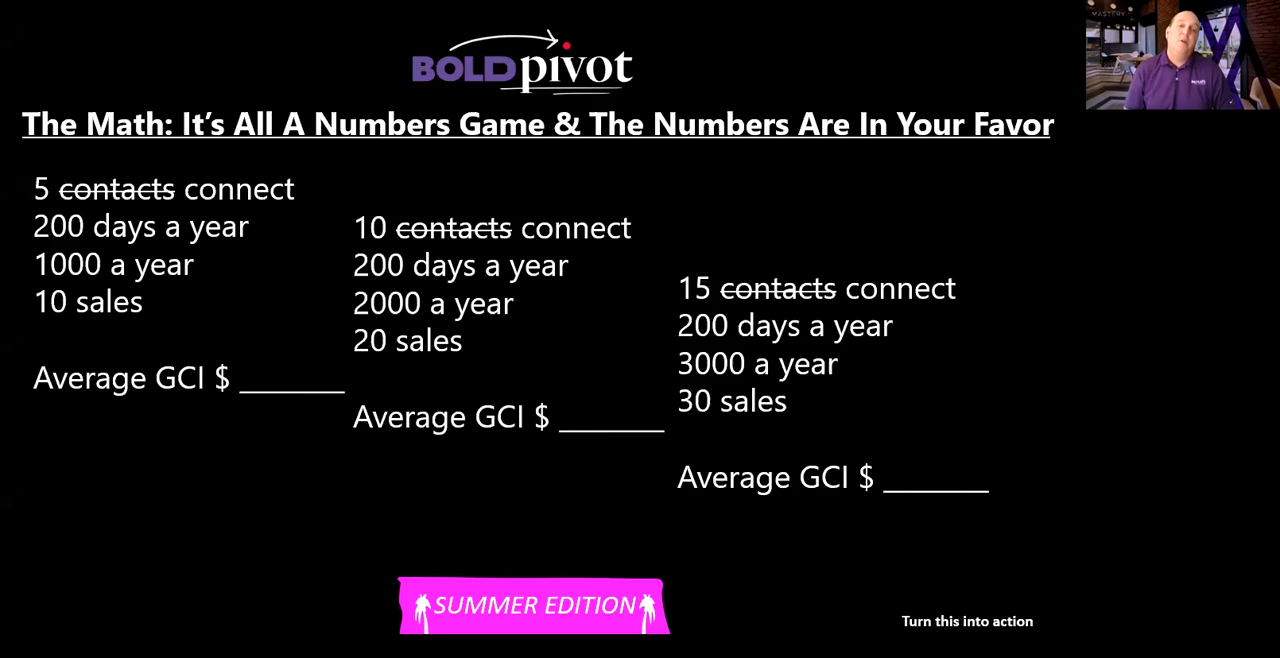 BOLD pivot
MASTERY
The Math: It's All A Numbers Game & The Numbers Are In Your Favor
5 contacts connect
200 days a year
1000 a year
10 sales
Average GCI $ _______
10 contacts connect
200 days a year
2000 a year
20 sales
Average GCI $ _______
15 contacts connect
200 days a year
3000 a year
30 sales
Average GCI $ _______
SUMMER EDITION
Turn this into action